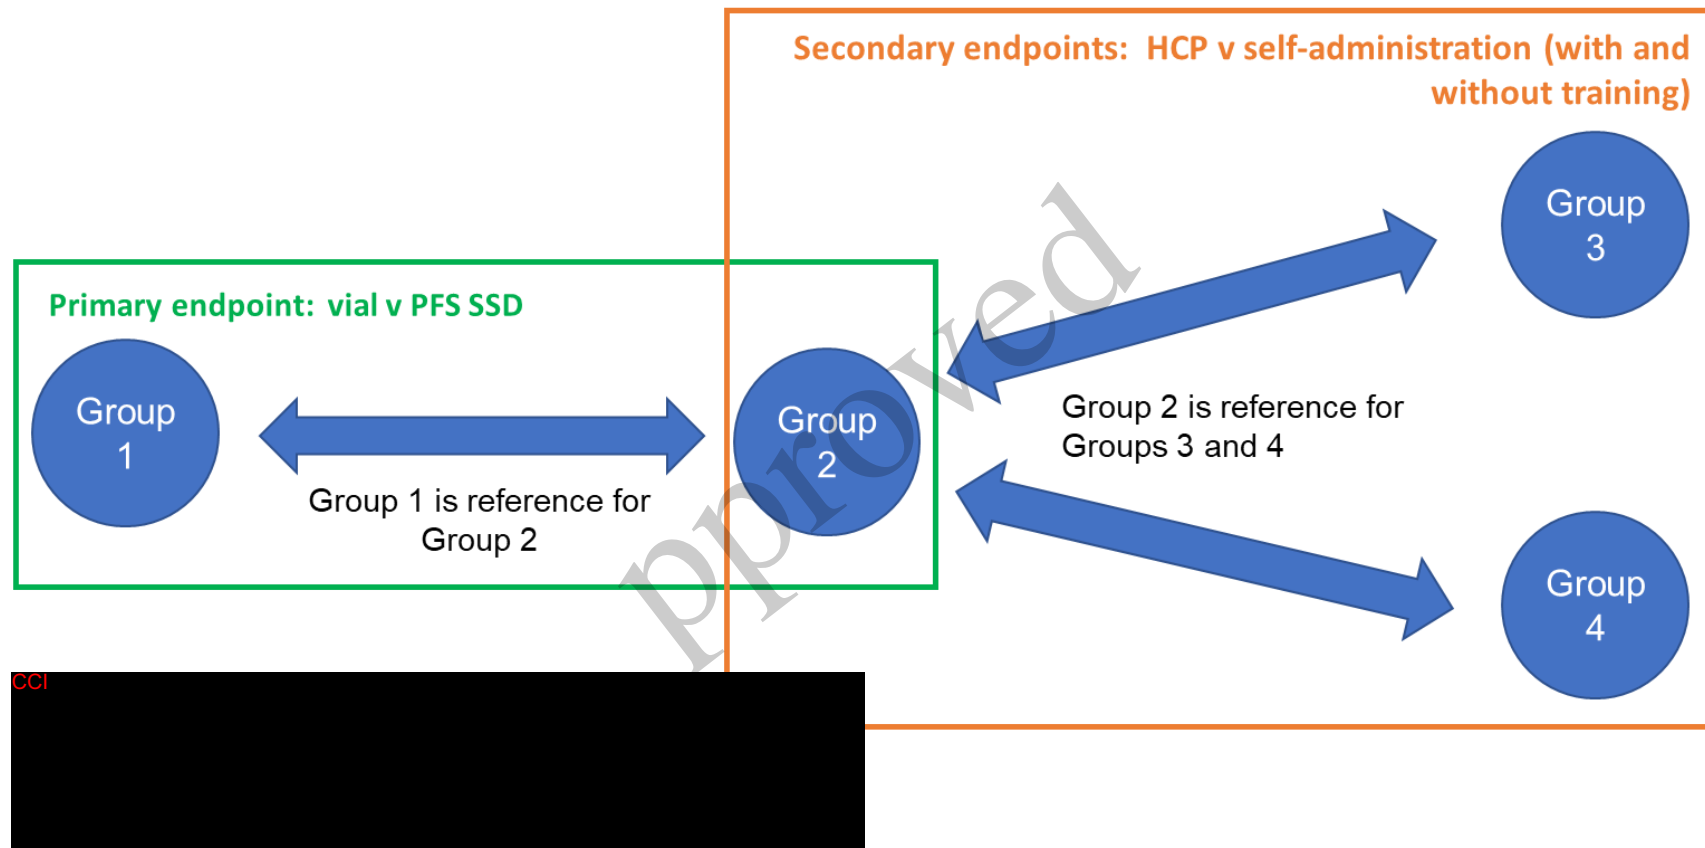 Secondary endpoints: HCP v self-administration (with and
without training)
Group
3
Primary endpoint: vial v PFS SSD
Group
1
Group
2
Group 1 is reference for
Group 2
Group 2 is reference for
Groups 3 and 4
Group
4
pproved
CCI